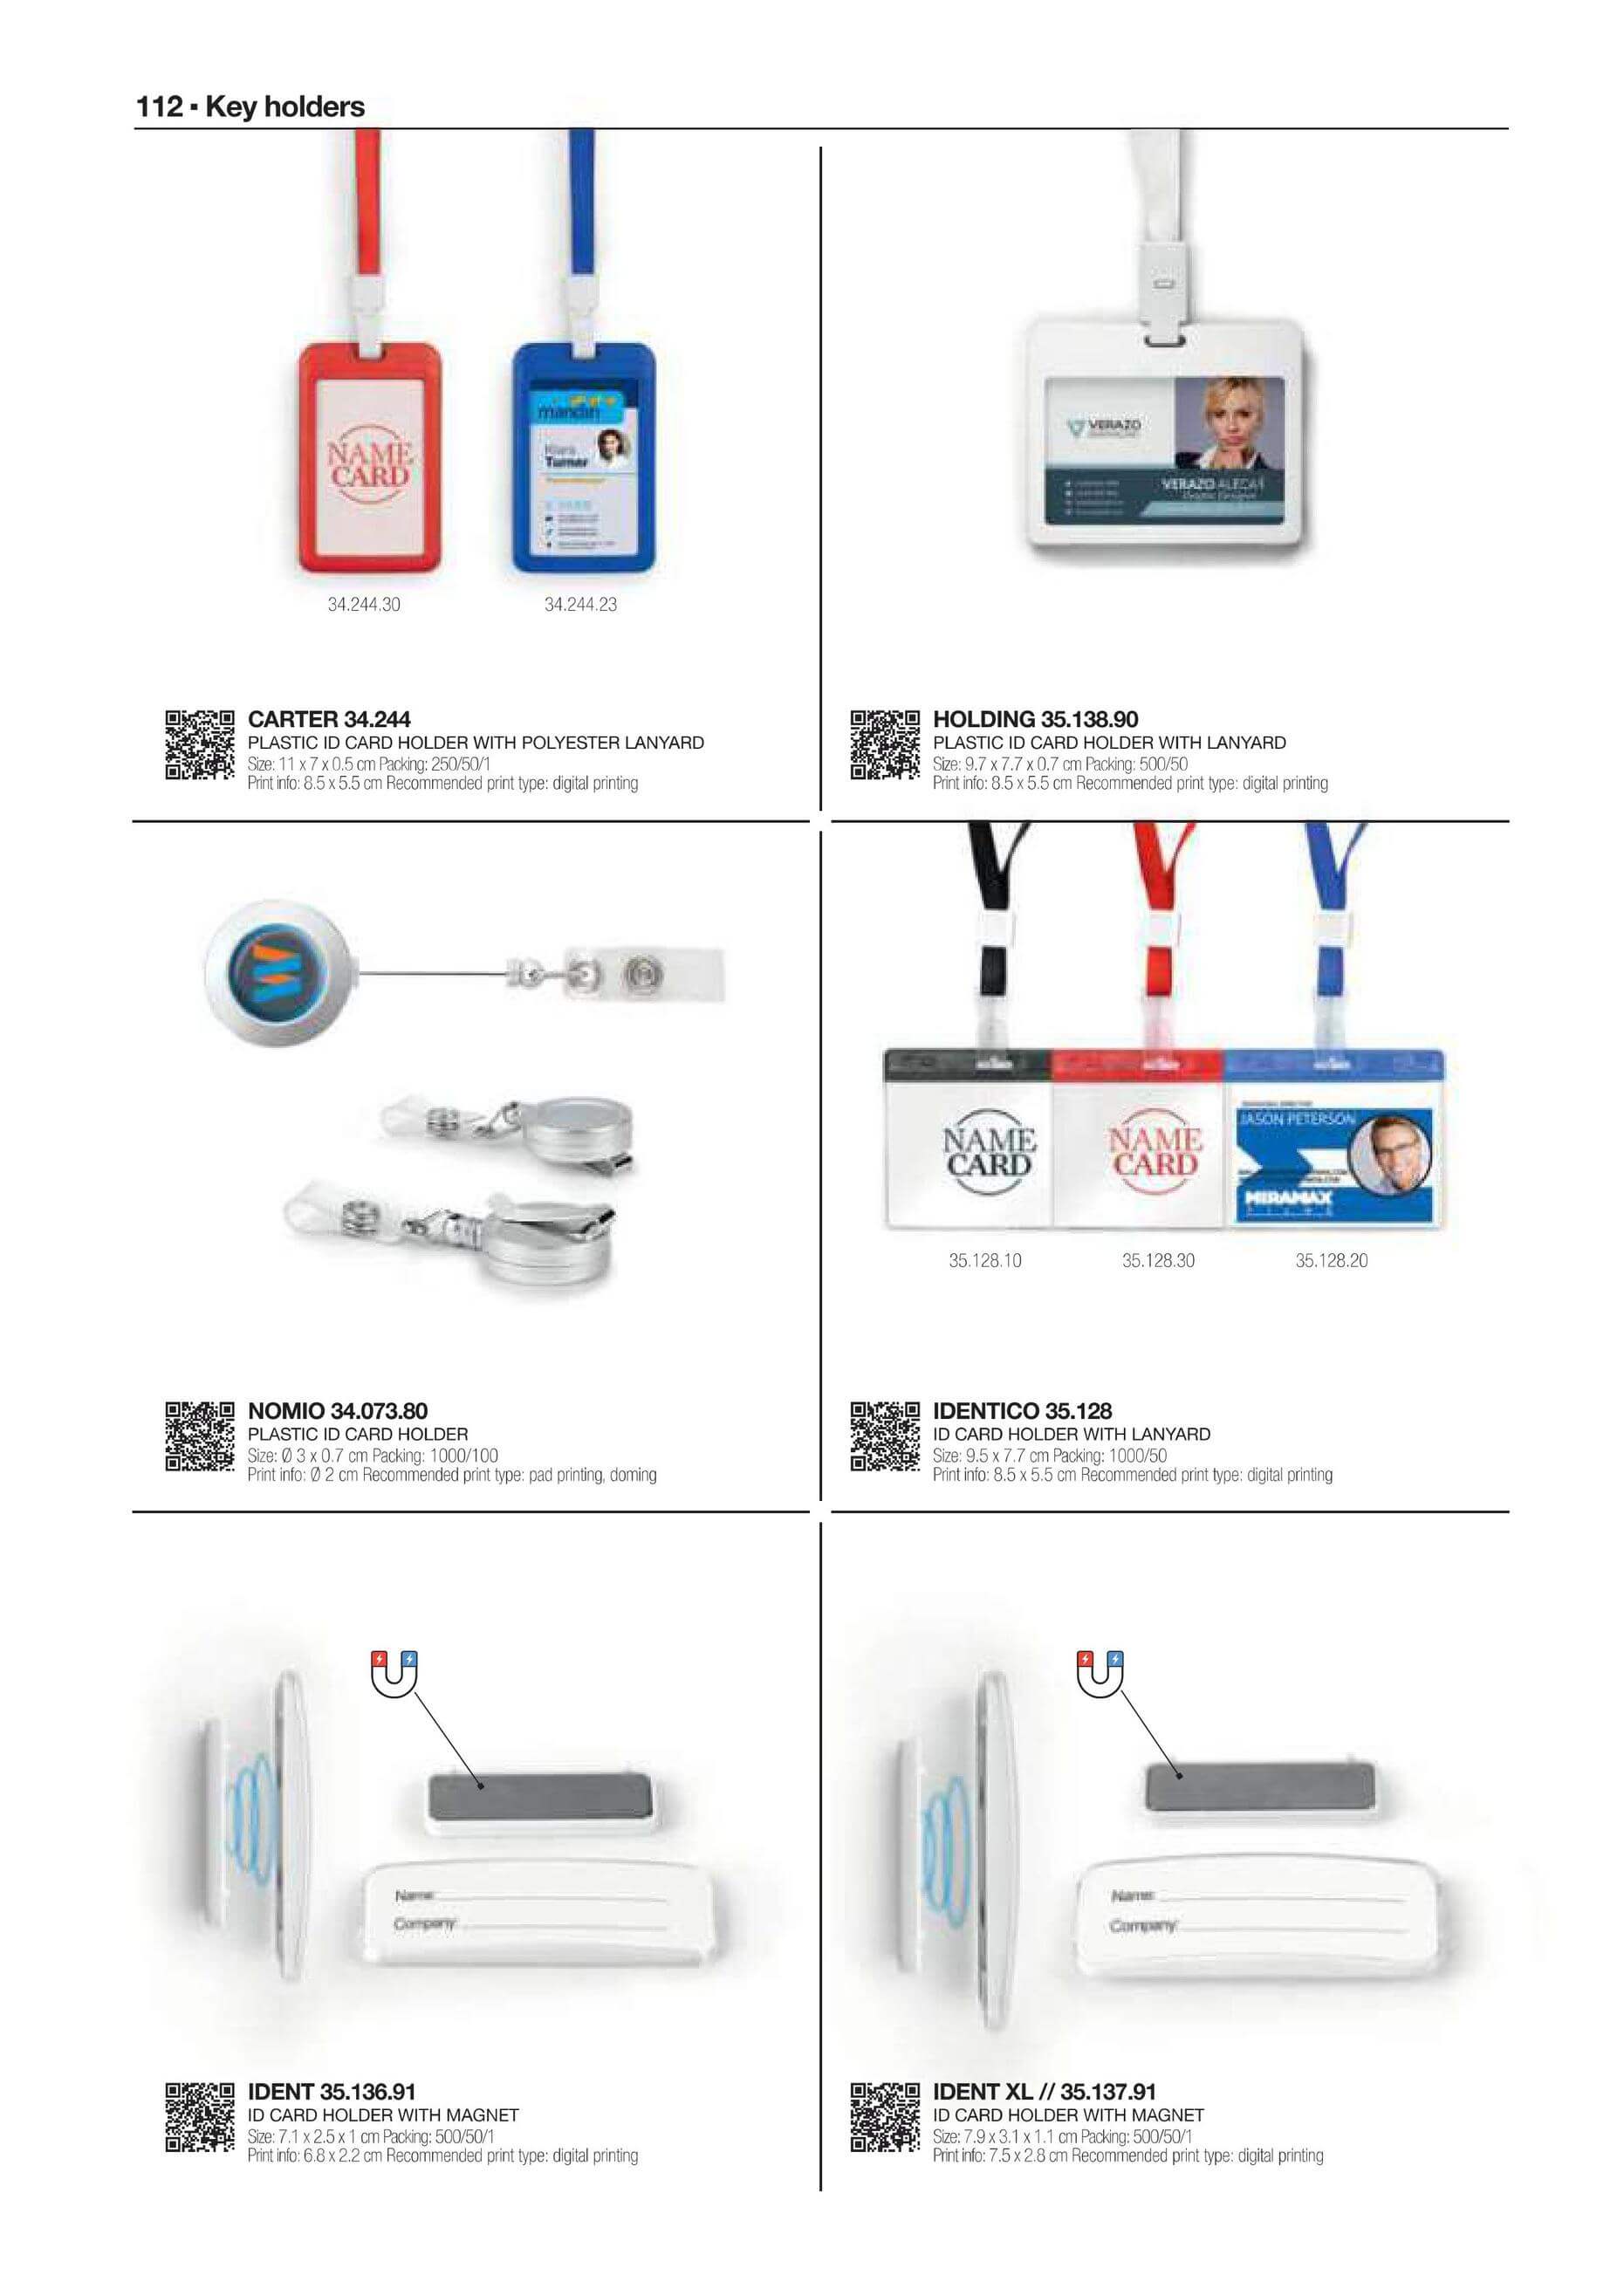 112 ▪ Key holders
NAME
CARD
Turner
34.244.30
34.244.23
VERAZO
VERAZO ALECAS
CARTER 34.244
PLASTIC ID CARD HOLDER WITH POLYESTER LANYARD
Size: 11 x 7 x 0.5 cm Packing: 250/50/1
Print info: 8.5 x 5.5 cm Recommended print type: digital printing
HOLDING 35.138.90
PLASTIC ID CARD HOLDER WITH LANYARD
Size: 9.7 x 7.7 x 0.7 cm Packing: 500/50
Print info: 8.5 x 5.5 cm Recommended print type: digital printing
NAME
CARD
NAME
CARD
JASON PETERSON
MIRAMAX
35.128.10
35.128.30
35.128.20
NOMIO 34.073.80
PLASTIC ID CARD HOLDER
Size: Ø 3 x 0.7 cm Packing: 1000/100
Print info: Ø 2 cm Recommended print type: pad printing, doming
IDENTICO 35.128
ID CARD HOLDER WITH LANYARD
Size: 9.5 x 7.7 cm Packing: 1000/50
Print info: 8.5 x 5.5 cm Recommended print type: digital printing
Name
Company
Name:
Company
IDENT 35.136.91
ID CARD HOLDER WITH MAGNET
Size: 7.1 x 2.5 x 1 cm Packing: 500/50/1
Print info: 6.8 x 2.2 cm Recommended print type: digital printing
IDENT XL // 35.137.91
ID CARD HOLDER WITH MAGNET
Size: 7.9 x 3.1 x 1.1 cm Packing: 500/50/1
Print info: 7.5 x 2.8 cm Recommended print type: digital printing